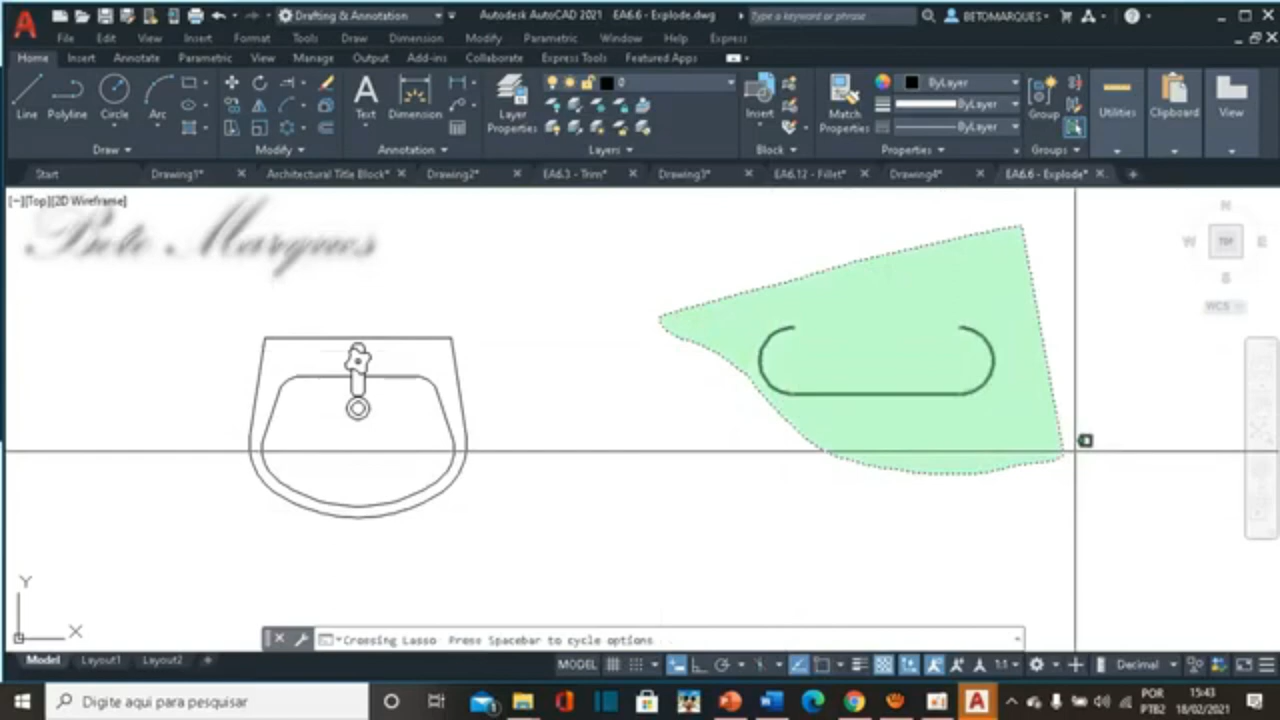 Drafting & Annotation Autodesk AutoCAD 2021 EA6.6 - Explode.dwg Type a keyword or phrase BETOMARQUES
File Edit View Insert Format Tools Draw Dimension Modify Parametric Window Help Express
Home Insert Annotate Parametric View Manage Output Add-ins Collaborate Express Tools Featured Apps
Line Polyline Circle Arc Text Dimension Layer Properties 0 Insert Match Properties ByLayer Group Utilities Clipboard View
ByLayer
ByLayer
Draw Modify Annotation Layers Block Properties Groups
Start Drawing1* Architectural Title Block* Drawing2* EA6.3 - Trim* Drawing3* EA6.12 - Fillet* Drawing4* EA6.6 - Explode*
[−][Top][2D Wireframe]
Beto Marques
N
W TOP E
S
WCS
Y
X
Crossing Lasso Press Spacebar to cycle options
Model Layout1 Layout2 + MODEL 1:1 Decimal
Digite aqui para pesquisar POR 15:43
PTB2 18/02/2021